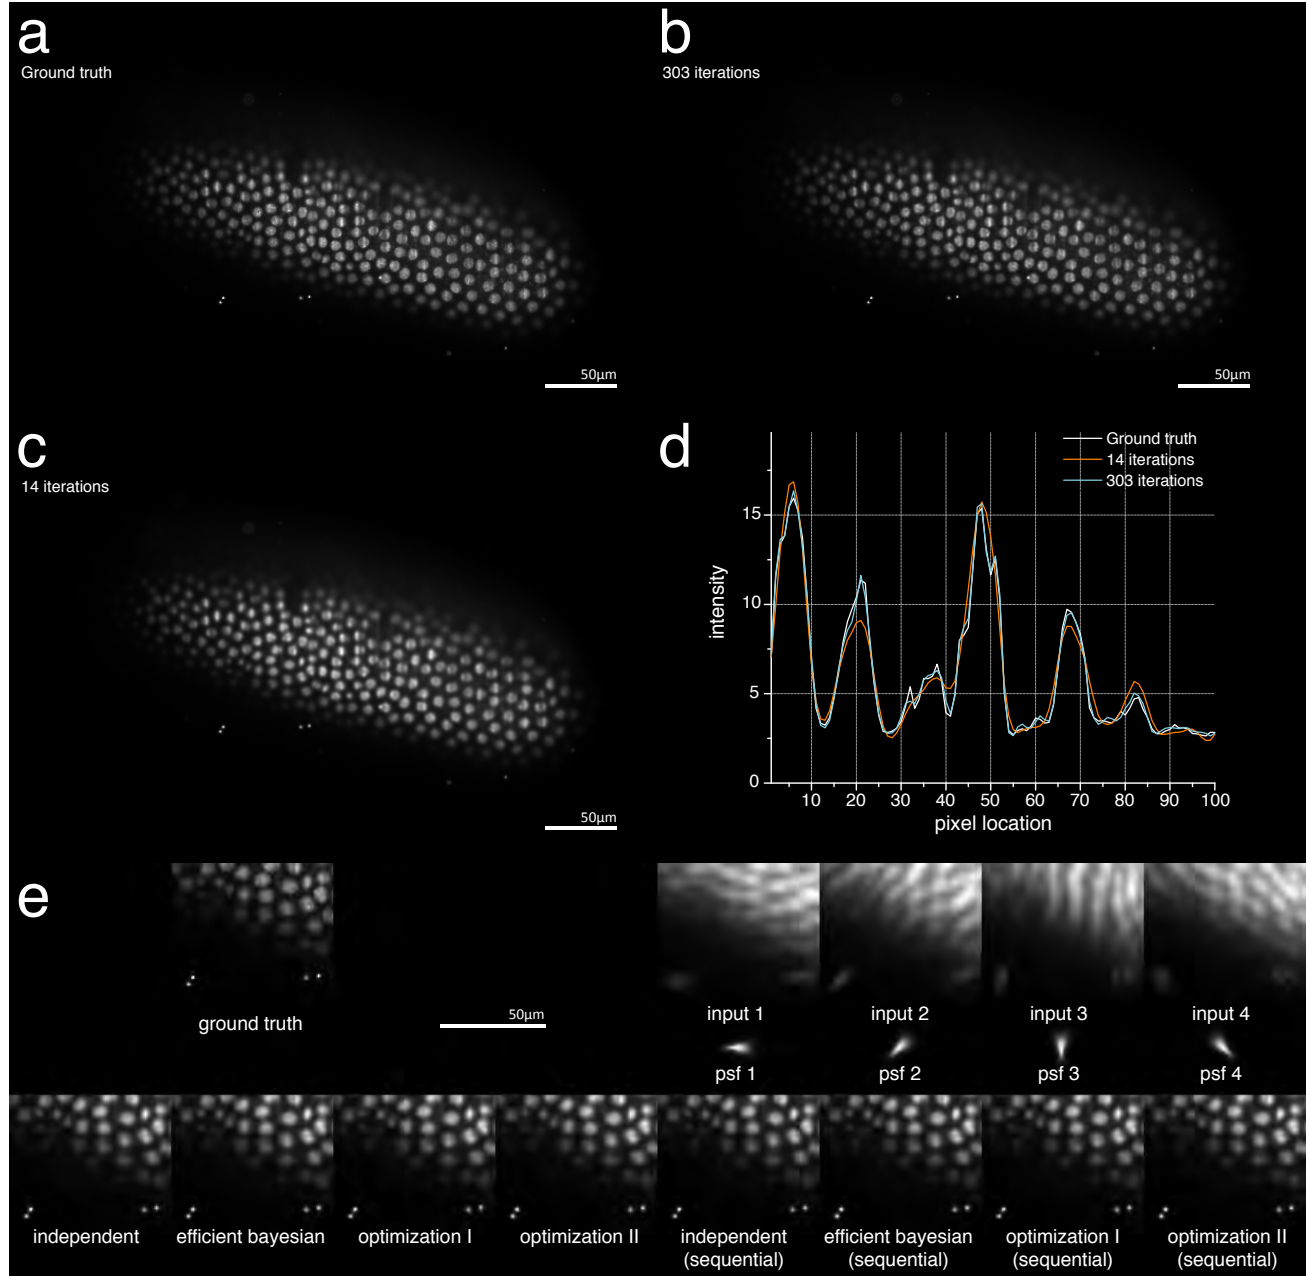 a
Ground truth
b
303 iterations
50µm
50µm
c
14 iterations
50µm
d
Ground truth
14 iterations
303 iterations
15
10
5
0
intensity
10 20 30 40 50 60 70 80 90 100
pixel location
e
ground truth
50µm
input 1 input 2 input 3 input 4
psf 1 psf 2 psf 3 psf 4
independent efficient bayesian optimization I optimization II independent efficient bayesian optimization I optimization II
(sequential) (sequential) (sequential) (sequential)